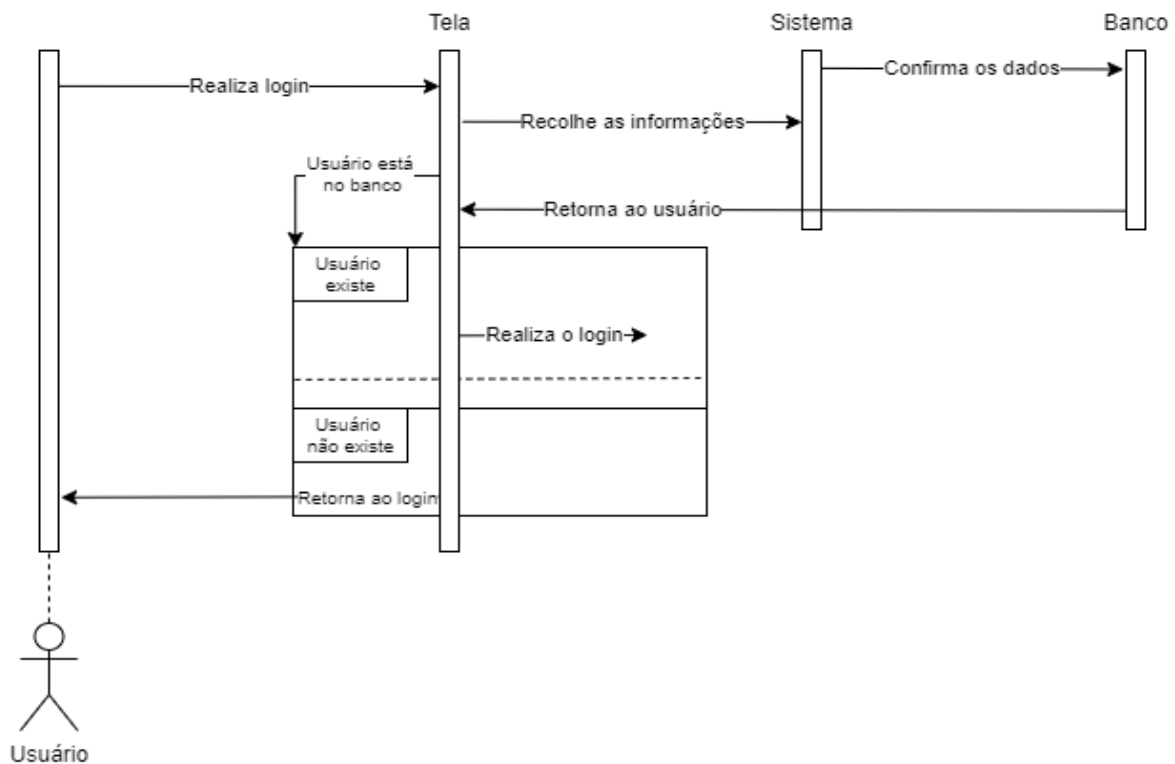 Tela
Sistema
Banco
Confirma os dados
Realiza login
Recolhe as informações
Usuário está
no banco
Retorna ao usuário
Usuário
existe
Realiza o login
Usuário
não existe
Retorna ao login
Usuário